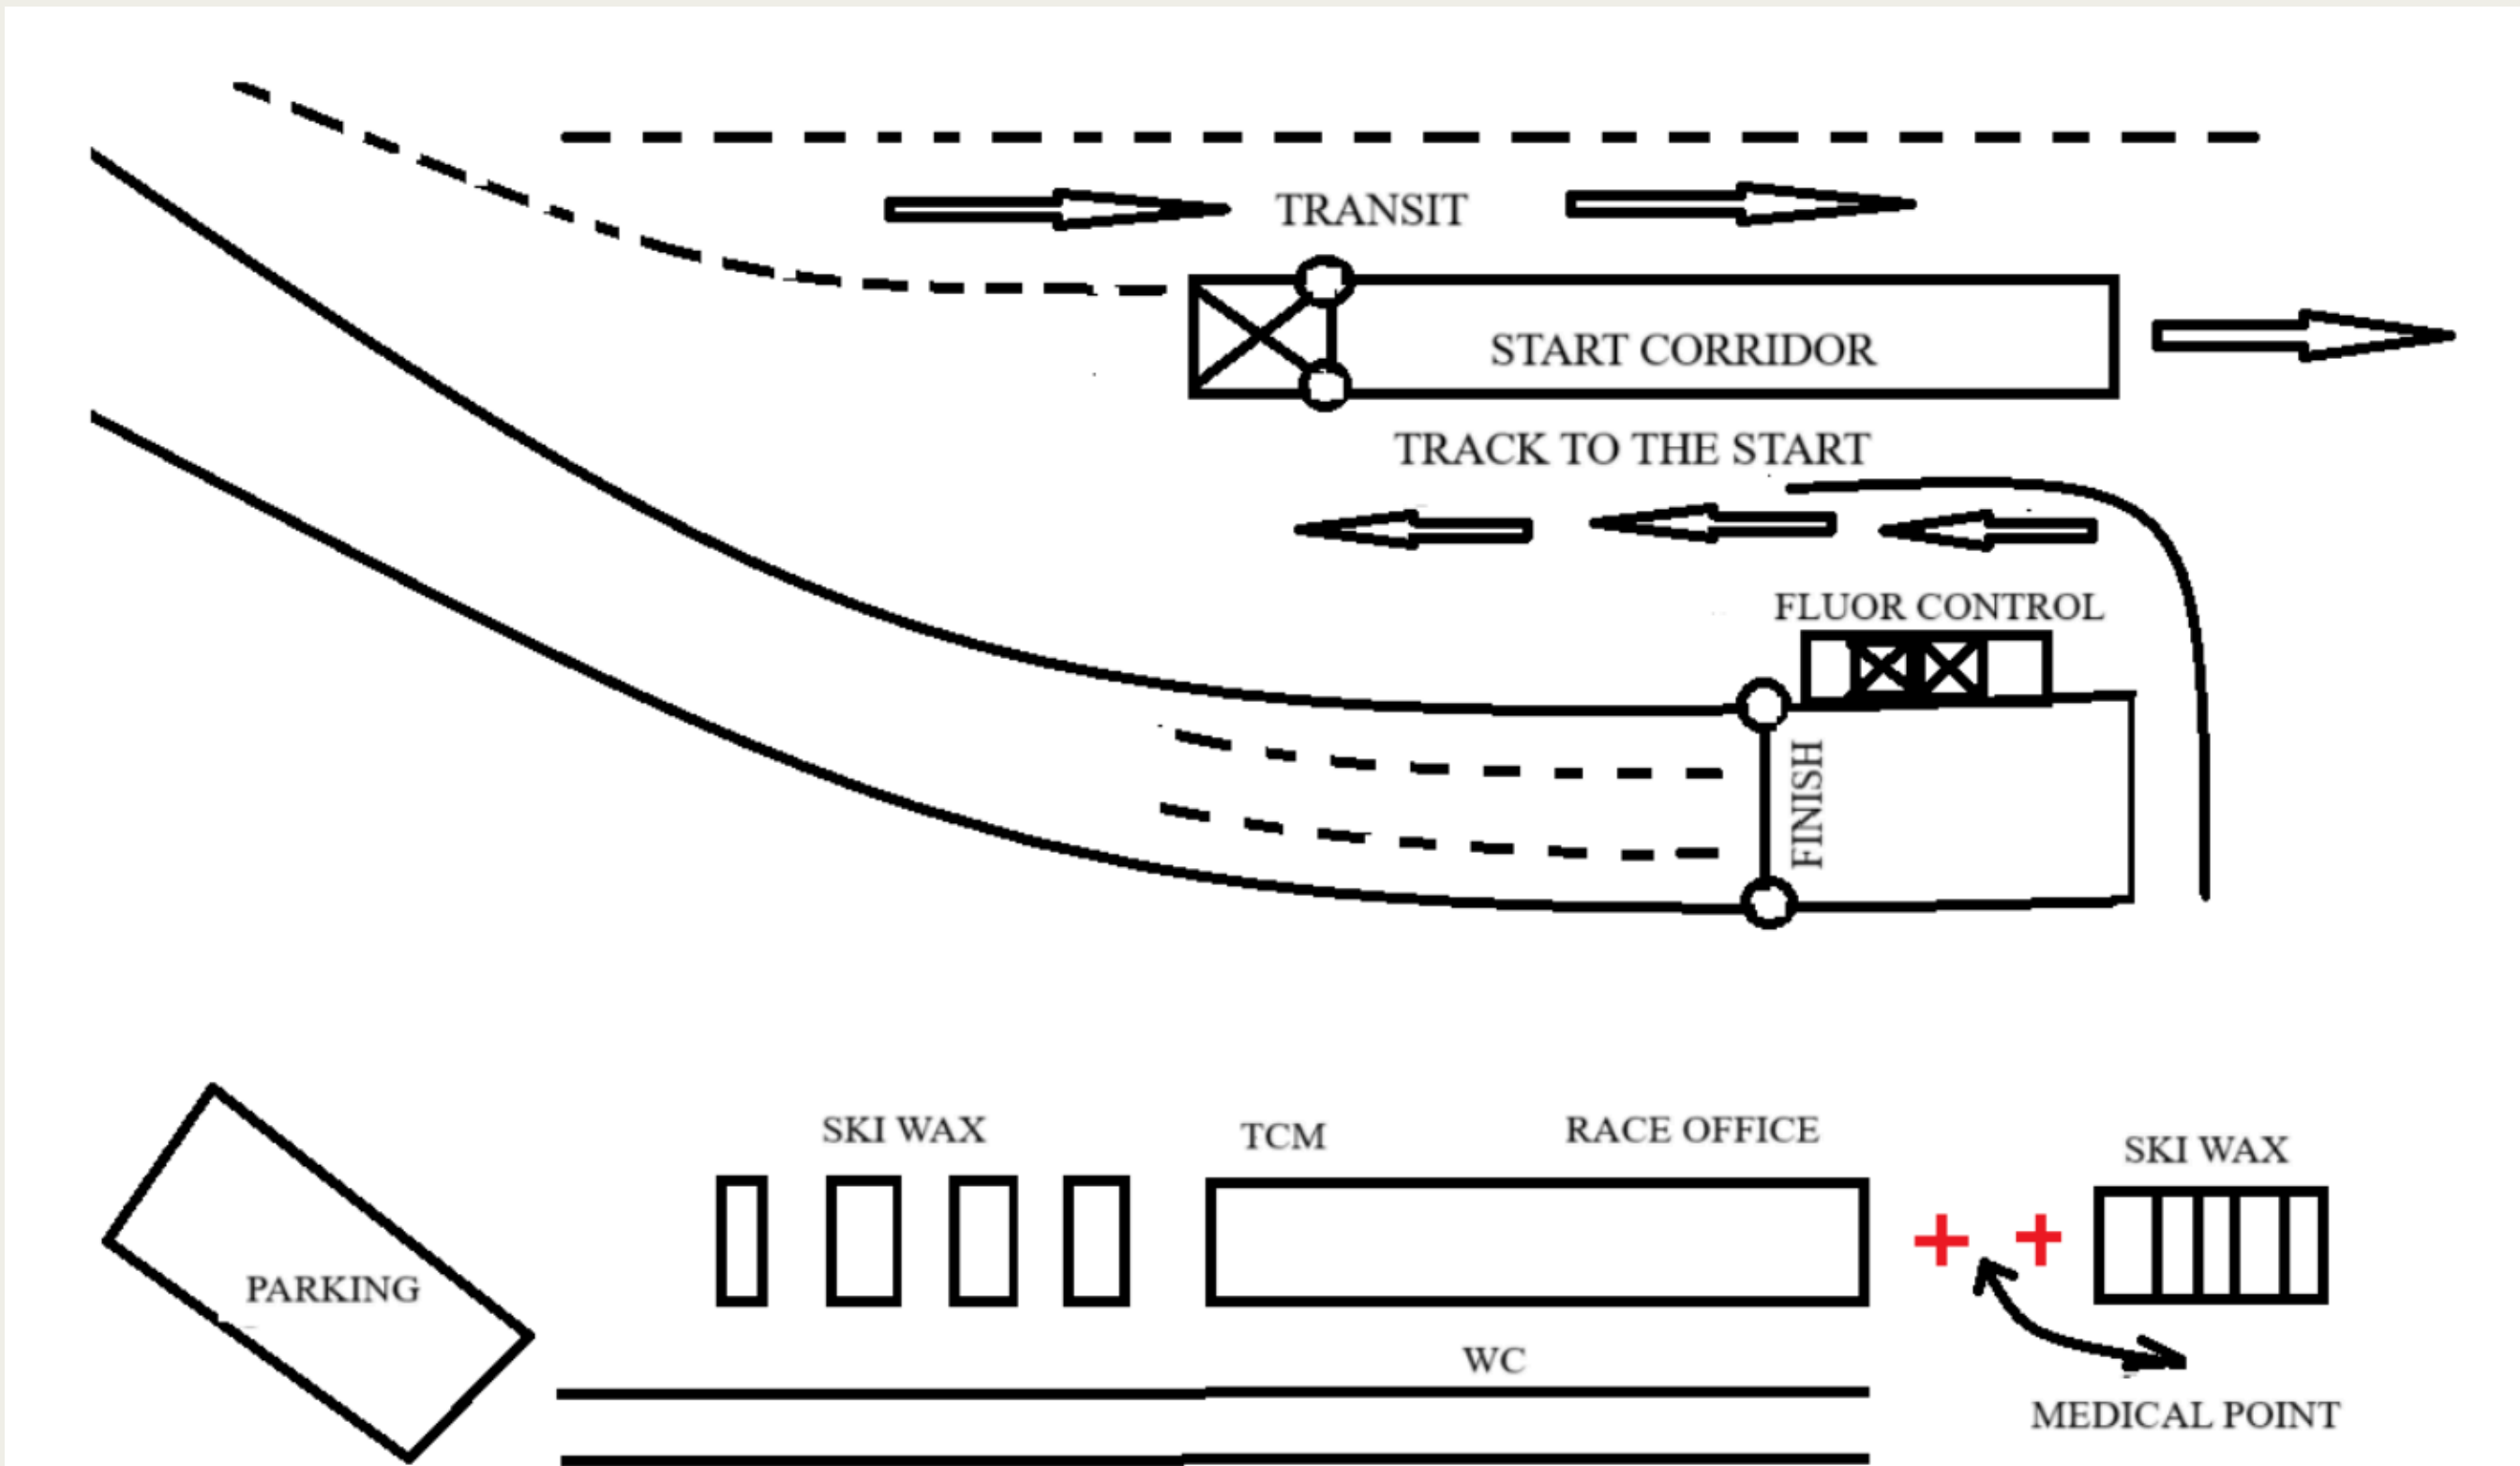 TRANSIT
START CORRIDOR
TRACK TO THE START
FLUOR CONTROL
FINISH
SKI WAX
TCM
RACE OFFICE
SKI WAX
PARKING
WC
MEDICAL POINT